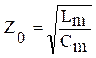 Z₀ = √(Lₘ/Cₘ)